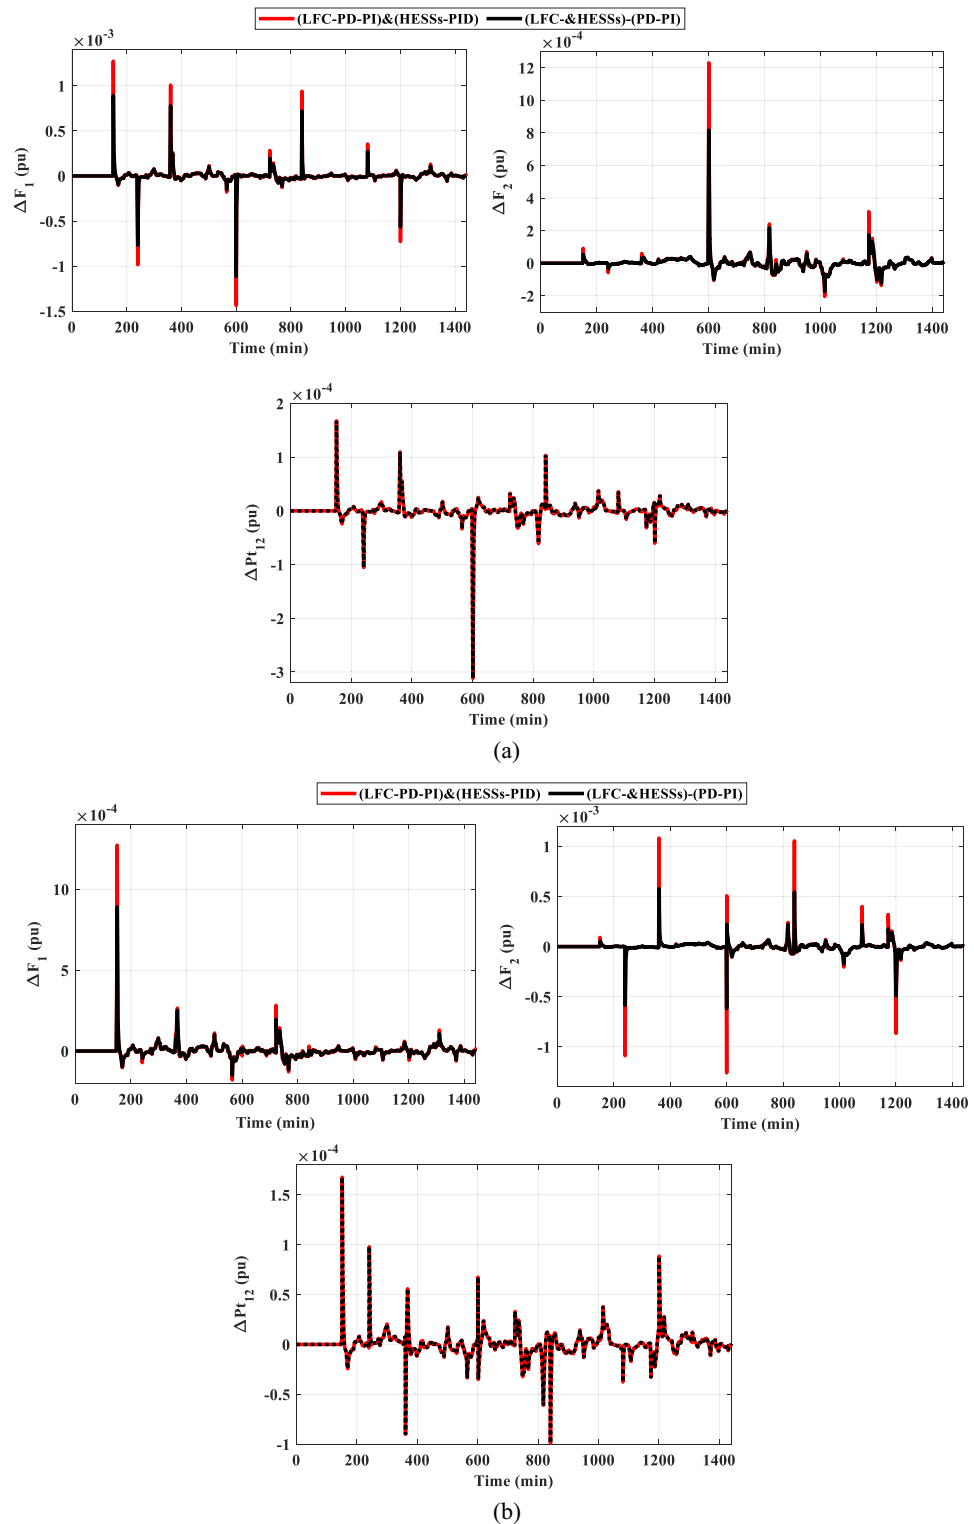 (LFC-PD-PI)&(HESSs-PID) (LFC-&HESSs)-(PD-PI)
×10-3
1
0.5
0
-0.5
-1
-1.5
ΔF1 (pu)
0 200 400 600 800 1000 1200 1400
Time (min)
×10-4
12
10
8
6
4
2
0
-2
ΔF2 (pu)
0 200 400 600 800 1000 1200 1400
Time (min)
×10-4
2
1
0
-1
-2
-3
ΔPt12 (pu)
0 200 400 600 800 1000 1200 1400
Time (min)
(a)
(LFC-PD-PI)&(HESSs-PID) (LFC-&HESSs)-(PD-PI)
×10-4
10
5
0
ΔF1 (pu)
0 200 400 600 800 1000 1200 1400
Time (min)
×10-3
1
0.5
0
-0.5
-1
ΔF2 (pu)
0 200 400 600 800 1000 1200 1400
Time (min)
×10-4
1.5
1
0.5
0
-0.5
-1
ΔPt12 (pu)
0 200 400 600 800 1000 1200 1400
Time (min)
(b)